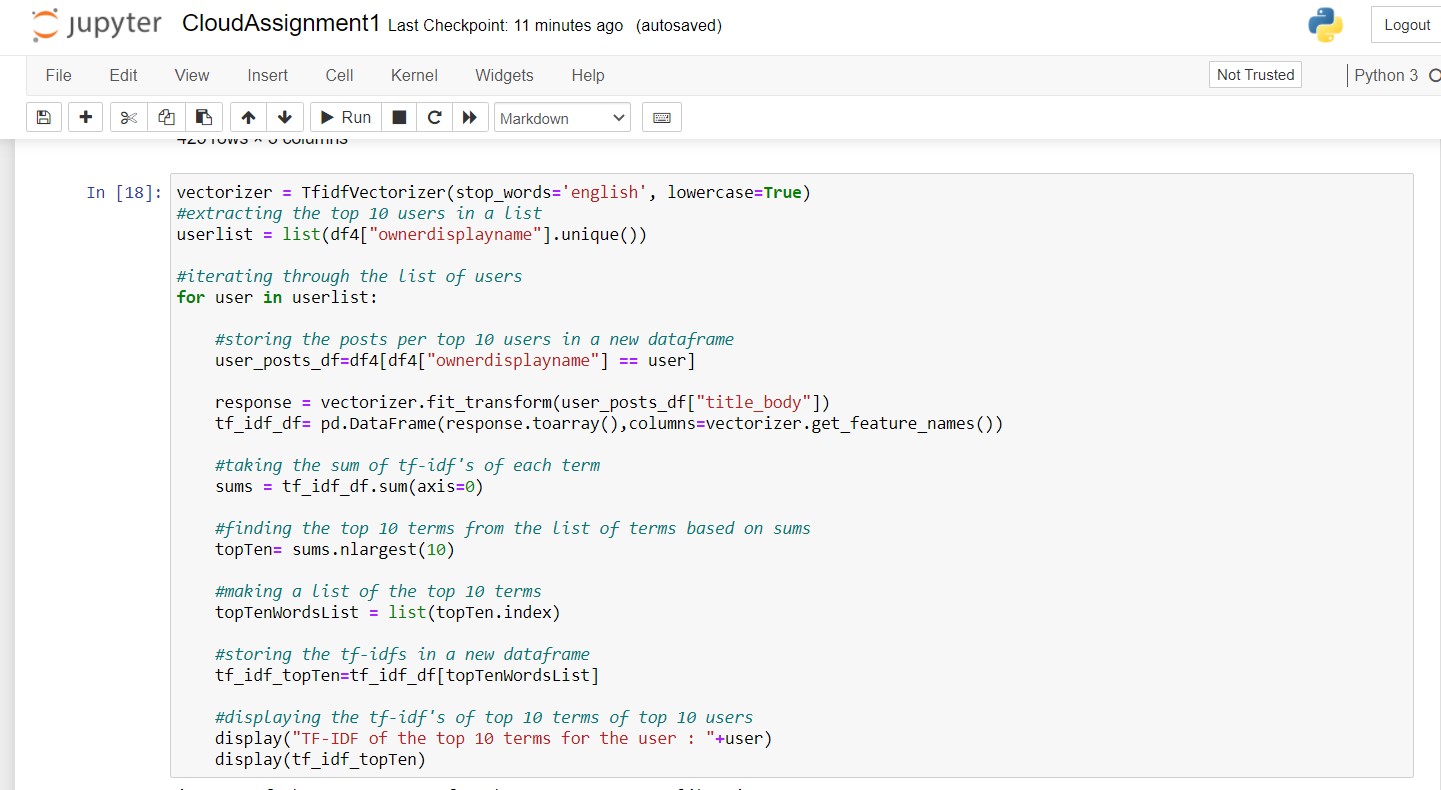 jupyter CloudAssignment1 Last Checkpoint: 11 minutes ago (autosaved)
Logout
File Edit View Insert Cell Kernel Widgets Help
Not Trusted
Python 3
Run
Markdown
In [18]:
vectorizer = TfidfVectorizer(stop_words='english', lowercase=True)
#extracting the top 10 users in a list
userlist = list(df4["ownerdisplayname"].unique())
#iterating through the list of users
for user in userlist:
#storing the posts per top 10 users in a new dataframe
user_posts_df=df4[df4["ownerdisplayname"] == user]
response = vectorizer.fit_transform(user_posts_df["title_body"])
tf_idf_df= pd.DataFrame(response.toarray(),columns=vectorizer.get_feature_names())
#taking the sum of tf-idf's of each term
sums = tf_idf_df.sum(axis=0)
#finding the top 10 terms from the list of terms based on sums
topTen= sums.nlargest(10)
#making a list of the top 10 terms
topTenWordsList = list(topTen.index)
#storing the tf-idfs in a new dataframe
tf_idf_topTen=tf_idf_df[topTenWordsList]
#displaying the tf-idf's of top 10 terms of top 10 users
display("TF-IDF of the top 10 terms for the user : "+user)
display(tf_idf_topTen)